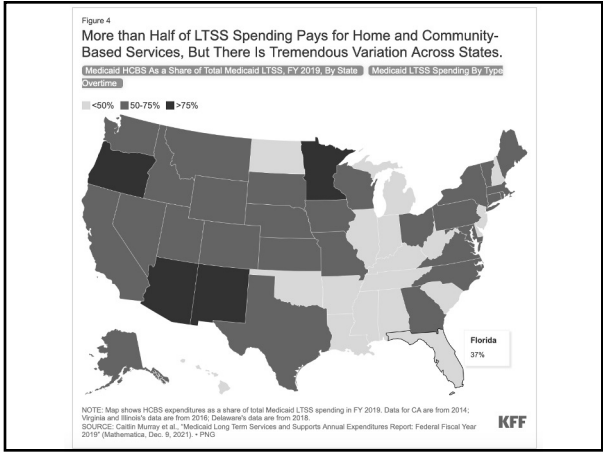 Figure 4
More than Half of LTSS Spending Pays for Home and Community-
Based Services, But There Is Tremendous Variation Across States.
Medicaid HCBS As a Share of Total Medicaid LTSS, FY 2019, By State Medicaid LTSS Spending By Type
Overtime
<50% 50-75% >75%
Florida
37%
NOTE: Map shows HCBS expenditures as a share of total Medicaid LTSS spending in FY 2019. Data for CA are from 2014;
Virginia and Illinois's data are from 2016; Delaware's data are from 2018.
SOURCE: Caitlin Murray et al., "Medicaid Long Term Services and Supports Annual Expenditures Report: Federal Fiscal Year
2019" (Mathematica, Dec. 9, 2021). • PNG
KFF